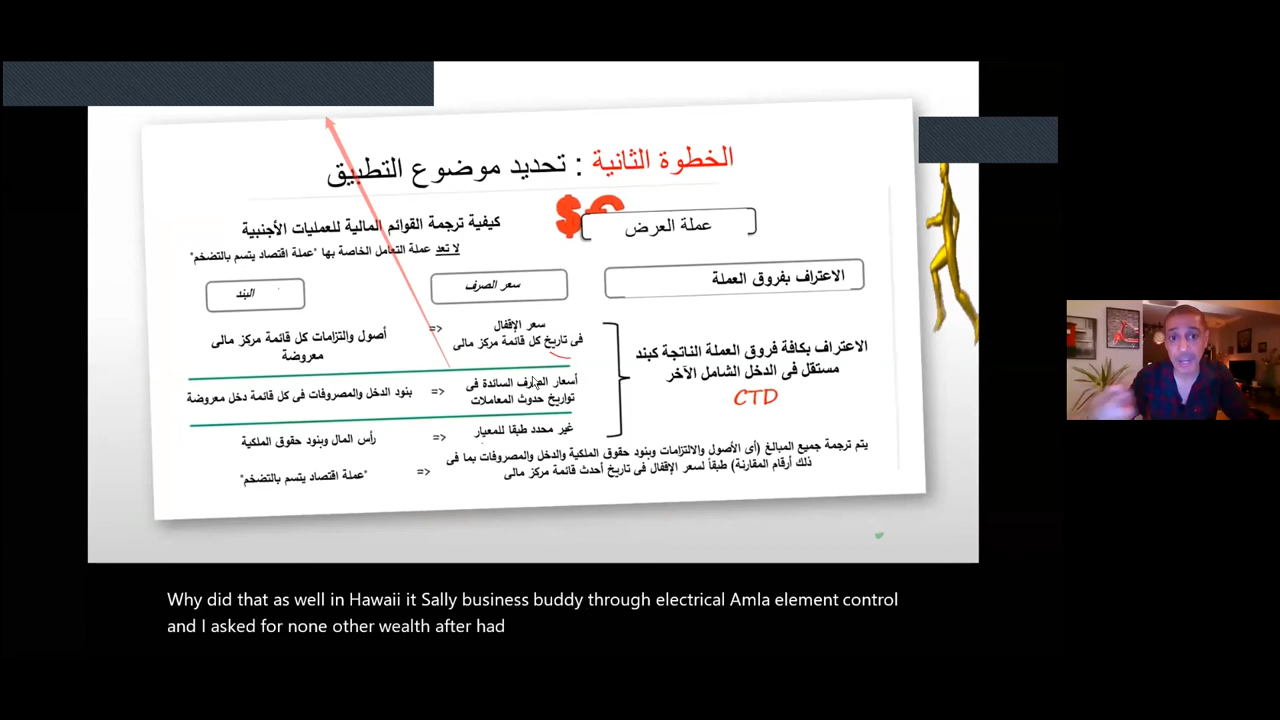 الخطوة الثانية : تحديد موضوع التطبيق
عملة العرض
$€
كيفية ترجمة القوائم المالية للعمليات الأجنبية
لا تعد عملة التعامل الخاصة بها "عملة اقتصاد يتسم بالتضخم"
الاعتراف بفروق العملة
سعر الصرف
البند
سعر الإقفال
فى تاريخ كل قائمة مركز مالى
<=
أصول والتزامات كل قائمة مركز مالى
معروضة
أسعار الصرف السائدة فى
تواريخ حدوث المعاملات
<=
بنود الدخل والمصروفات فى كل قائمة دخل معروضة
غير محدد طبقا للمعيار
<=
رأس المال وبنود حقوق الملكية
الاعتراف بكافة فروق العملة الناتجة كبند
مستقل فى الدخل الشامل الآخر
CTD
يتم ترجمة جميع المبالغ (أى الأصول والالتزامات وبنود حقوق الملكية والدخل والمصروفات بما فى
ذلك أرقام المقارنة) طبقاً لسعر الإقفال فى تاريخ أحدث قائمة مركز مالى
<=
"عملة اقتصاد يتسم بالتضخم"
Why did that as well in Hawaii it Sally business buddy through electrical Amla element control
and I asked for none other wealth after had